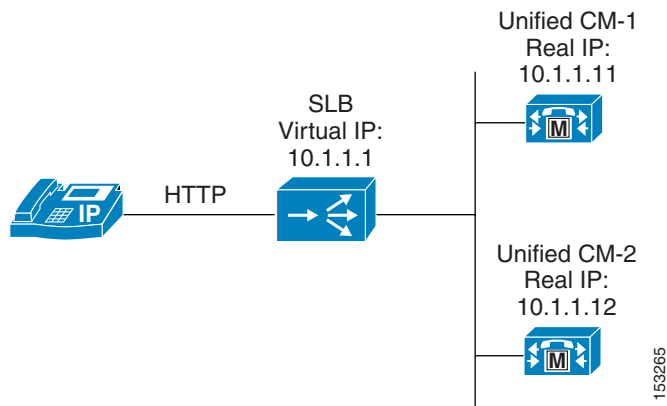 Unified CM-1
Real IP:
10.1.1.11
M
SLB
Virtual IP:
10.1.1.1
HTTP
IP
Unified CM-2
Real IP:
10.1.1.12
M
153265